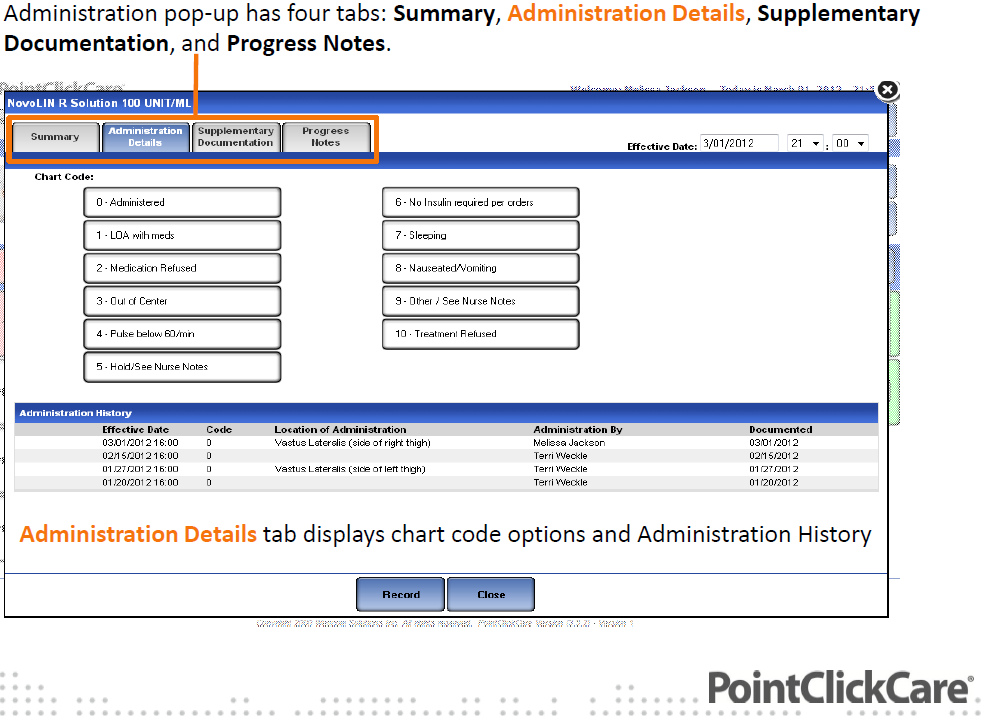 Administration pop-up has four tabs: Summary, Administration Details, Supplementary
Documentation, and Progress Notes.
PointClickCare
Welcome: Melissa Jackson Today is March 01, 2012
NovoLIN R Solution 100 UNIT/ML
Summary
Administration
Details
Supplementary
Documentation
Progress
Notes
Effective Date: 3/01/2012 21 : 00
Chart Code:
0 - Administered
1 - LOA with meds
2 - Medication Refused
3 - Out of Center
4 - Pulse below 60/min
5 - Hold/See Nurse Notes
6 - No Insulin required per orders
7 - Sleeping
8 - Nauseated/Vomiting
9 - Other / See Nurse Notes
10 - Treatment Refused
Administration History
Effective Date Code Location of Administration Administration By Documented
03/01/2012 16:00 0 Vastus Lateralis (side of right thigh) Melissa Jackson 03/01/2012
02/15/2012 16:00 0 Terri Weckle 02/15/2012
01/27/2012 16:00 0 Vastus Lateralis (side of left thigh) Terri Weckle 01/27/2012
01/20/2012 16:00 0 Terri Weckle 01/20/2012
Administration Details tab displays chart code options and Administration History
Record
Close
PointClickCare®